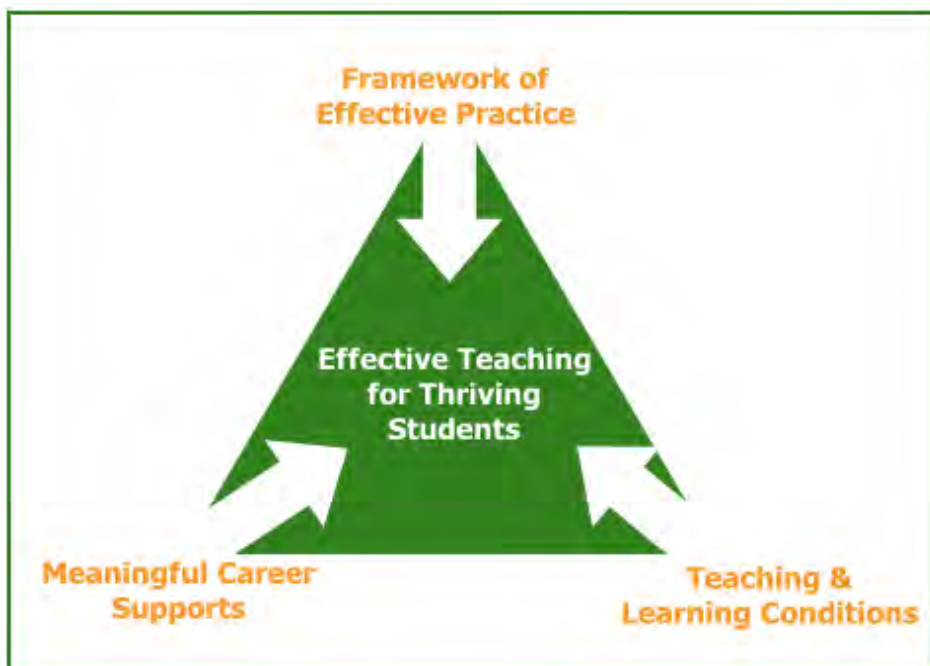 Framework of
Effective Practice
Effective Teaching
for Thriving
Students
Meaningful Career
Supports
Teaching &
Learning Conditions